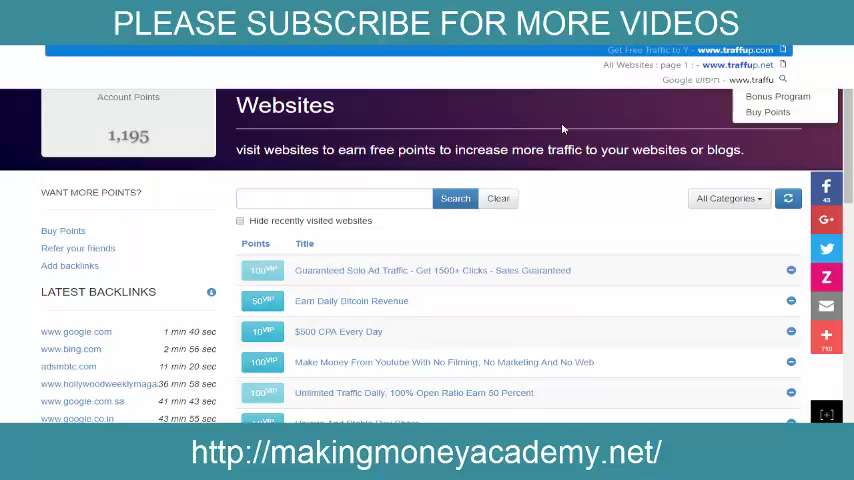 PLEASE SUBSCRIBE FOR MORE VIDEOS
Get Free Traffic to Y - www.traffup.com
All Websites : page 1 : - www.traffup.net
Google חיפוש - www.traffu
Bonus Program
Buy Points
Account Points
1,195
Websites
visit websites to earn free points to increase more traffic to your websites or blogs.
WANT MORE POINTS?
Buy Points
Refer your friends
Add backlinks
LATEST BACKLINKS
www.google.com 1 min 40 sec
www.bing.com 2 min 56 sec
adsmbtc.com 11 min 20 sec
www.hollywoodweeklymaga 36 min 58 sec
www.google.com.sa 41 min 43 sec
www.google.co.in 43 min 55 sec
Search Clear
All Categories
Hide recently visited websites
Points Title
100VIP Guaranteed Solo Ad Traffic - Get 1500+ Clicks - Sales Guaranteed
50VIP Earn Daily Bitcoin Revenue
10VIP $500 CPA Every Day
100VIP Make Money From Youtube With No Filming, No Marketing And No Web
100VIP Unlimited Traffic Daily, 100% Open Ratio Earn 50 Percent
43
G+
Z
710
[+]
http://makingmoneyacademy.net/